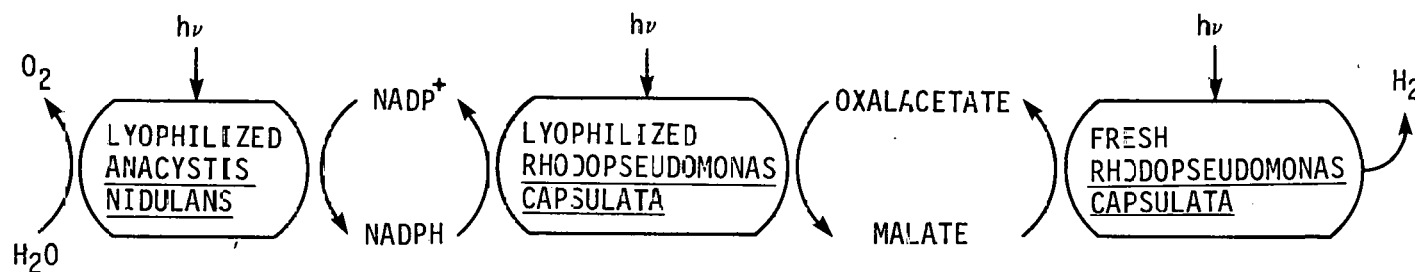 hν
hν
hν
O₂
H₂
NADP⁺
OXALACETATE
LYOPHILIZED
ANACYSTIS
NIDULANS
LYOPHILIZED
RHODOPSEUDOMONAS
CAPSULATA
FRESH
RHODOPSEUDOMONAS
CAPSULATA
H₂O
NADPH
MALATE